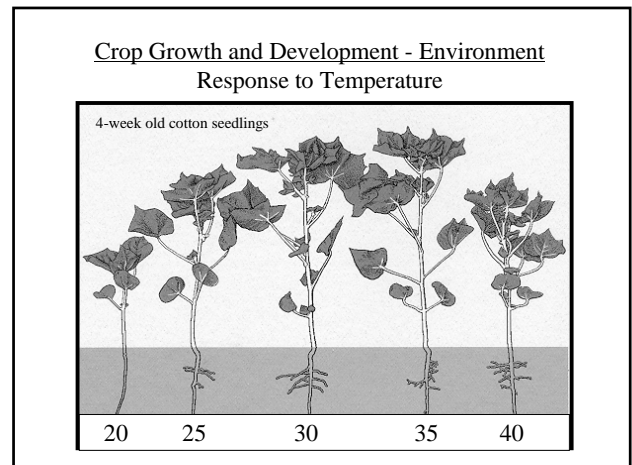 Crop Growth and Development - Environment
Response to Temperature
4-week old cotton seedlings
20 25 30 35 40